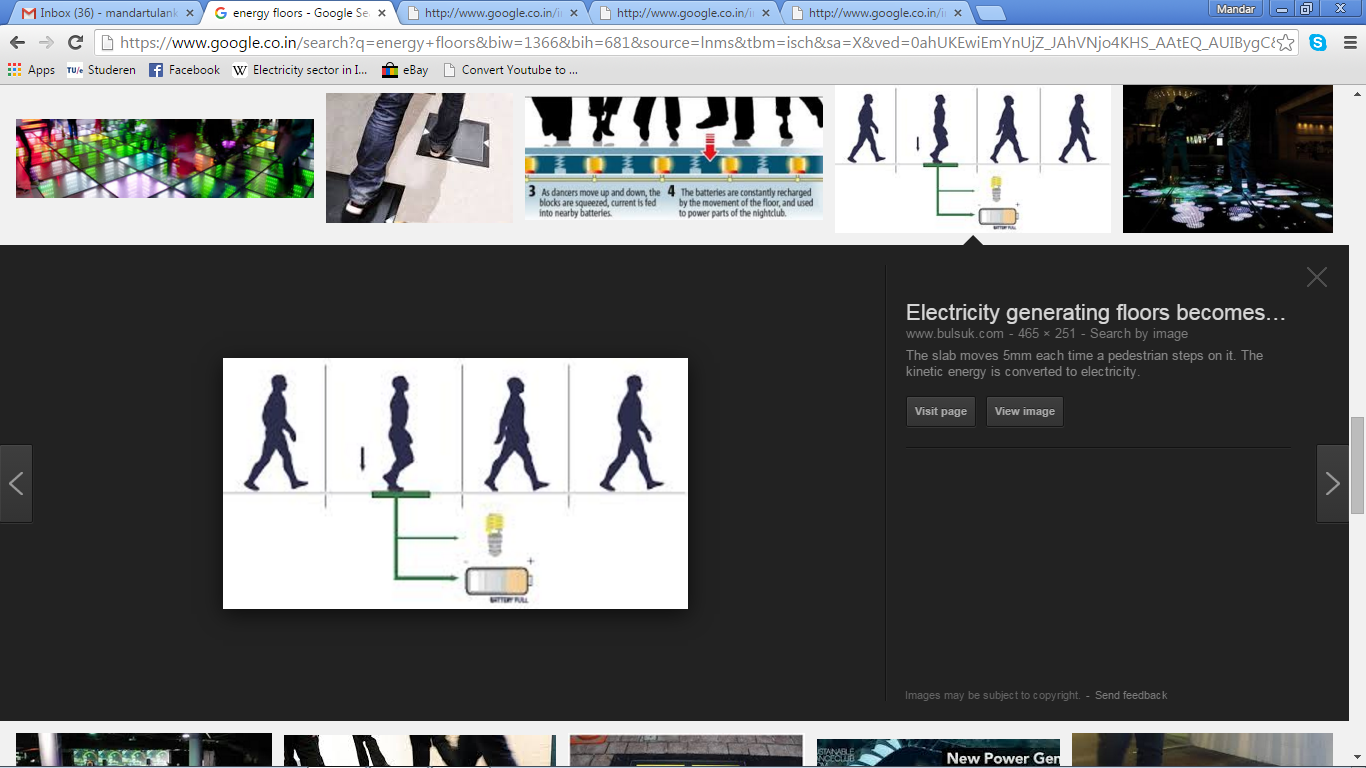 Inbox (36) - mandartulank
energy floors - Google Se
http://www.google.co.in/i
http://www.google.co.in/i
http://www.google.co.in/i
Mandar
https://www.google.co.in/search?q=energy+floors&biw=1366&bih=681&source=lnms&tbm=isch&sa=X&ved=0ahUKEwiEmYnUjZ_JAhVNjo4KHS_AAtEQ_AUIBygC&
Apps TU/e Studeren Facebook W Electricity sector in I... eBay Convert Youtube to ...
3 As dancers move up and down, the
blocks are squeezed, current is fed
into nearby batteries.
4 The batteries are constantly recharged
by the movement of the floor, and used
to power parts of the nightclub.
- +
BATTERY FULL
Electricity generating floors becomes...
www.bulsuk.com - 465 × 251 - Search by image
The slab moves 5mm each time a pedestrian steps on it. The
kinetic energy is converted to electricity.
Visit page View image
- +
BATTERY FULL
Images may be subject to copyright. - Send feedback
New Power Gen